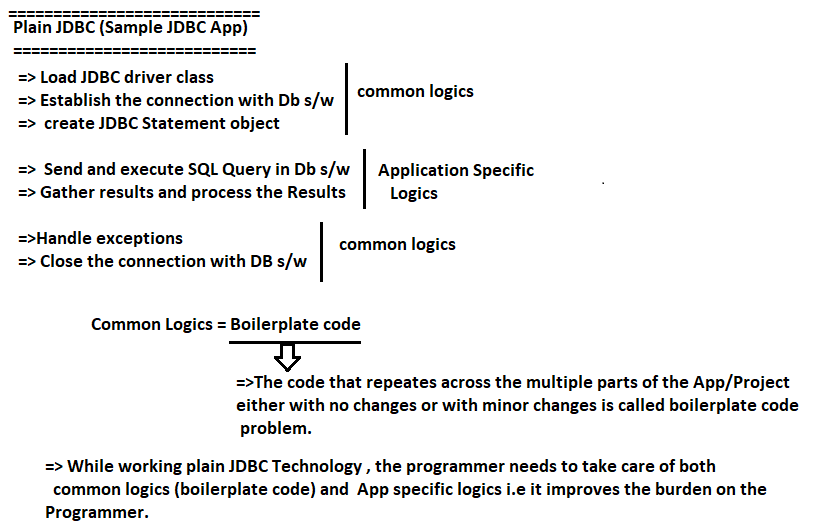 ============================
Plain JDBC (Sample JDBC App)
===========================
=> Load JDBC driver class
=> Establish the connection with Db s/w
=>  create JDBC Statement object
common logics
=>  Send and execute SQL Query in Db s/w
=> Gather results and process the Results
Application Specific
Logics
=>Handle exceptions
=> Close the connection with DB s/w
common logics
Common Logics = Boilerplate code
=>The code that repeates across the multiple parts of the App/Project
either with no changes or with minor changes is called boilerplate code
problem.
=> While working plain JDBC Technology , the programmer needs to take care of both
common logics (boilerplate code) and  App specific logics i.e it improves the burden on the
Programmer.